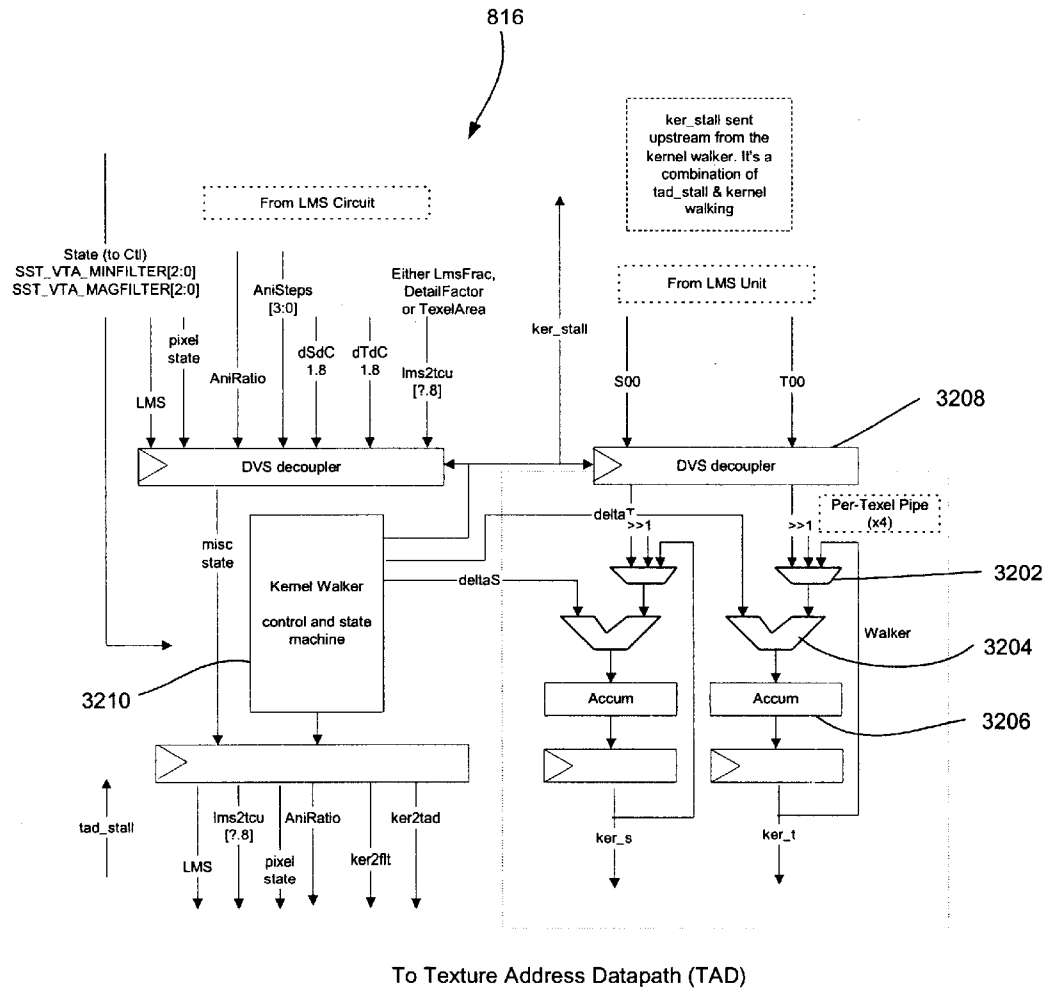 816
ker_stall sent
upstream from the
kernel walker. It's a
combination of
tad_stall & kernel
walking
From LMS Circuit
State (to Ctl)
SST_VTA_MINFILTER[2:0]
SST_VTA_MAGFILTER[2:0]
AniSteps
[3:0]
Either LmsFrac,
DetailFactor
or TexelArea
From LMS Unit
ker_stall
pixel
state
dSdC
1.8
dTdC
1.8
lms2tcu
[?.8]
AniRatio
LMS
S00
T00
3208
DVS decoupler
DVS decoupler
Per-Texel Pipe
(x4)
deltaT
>>1
>>1
misc
state
Kernel Walker
control and state
machine
deltaS
3202
Walker
3204
3210
Accum
Accum
3206
tad_stall
LMS
lms2tcu
[?.8]
pixel
state
AniRatio
ker2flt
ker2tad
ker_s
ker_t
To Texture Address Datapath (TAD)